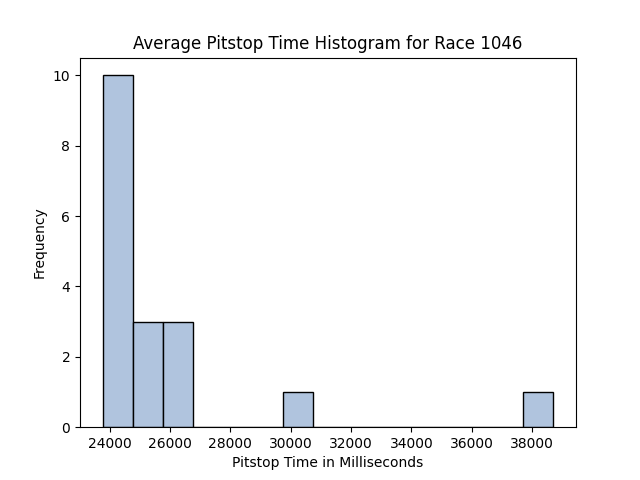 Average Pitstop Time Histogram for Race 1046
10
8
6
4
2
0
Frequency
24000 26000 28000 30000 32000 34000 36000 38000
Pitstop Time in Milliseconds